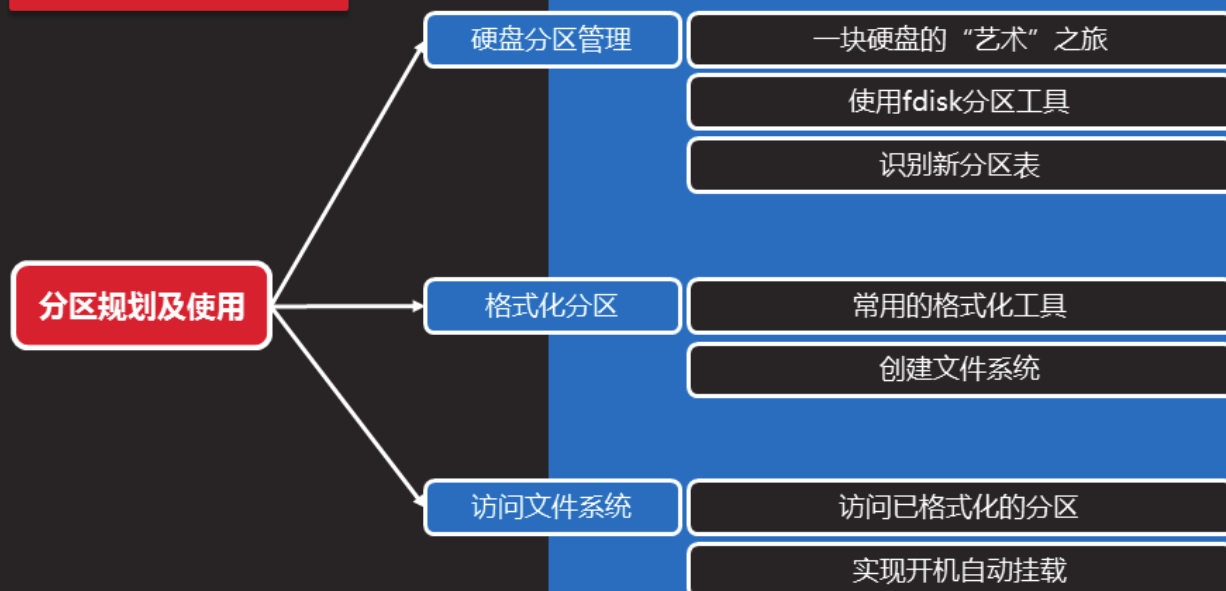 分区规划及使用
硬盘分区管理
一块硬盘的“艺术”之旅
使用fdisk分区工具
识别新分区表
格式化分区
常用的格式化工具
创建文件系统
访问文件系统
访问已格式化的分区
实现开机自动挂载